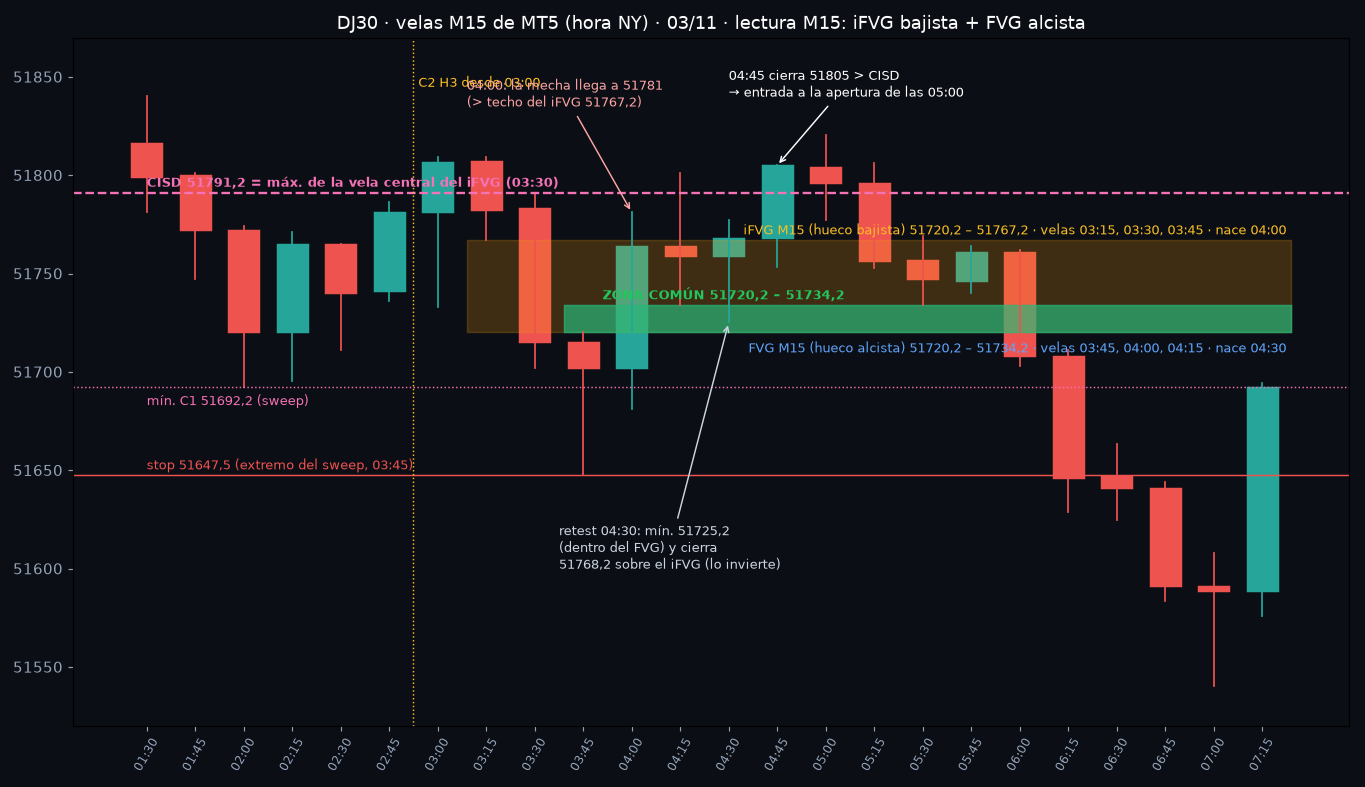 DJ30 · velas M15 de MT5 (hora NY) · 03/11 · lectura M15: iFVG bajista + FVG alcista
51850
51800
51750
51700
51650
51600
51550
C2 H3 desde 03:00
04:00: la mecha llega a 51781
(> techo del iFVG 51767,2)
04:45 cierra 51805 > CISD
→ entrada a la apertura de las 05:00
CISD 51791,2 = máx. de la vela central del iFVG (03:30)
iFVG M15 (hueco bajista) 51720,2 – 51767,2 · velas 03:15, 03:30, 03:45 · nace 04:00
ZONA COMÚN 51720,2 – 51734,2
FVG M15 (hueco alcista) 51720,2 – 51734,2 · velas 03:45, 04:00, 04:15 · nace 04:30
mín. C1 51692,2 (sweep)
stop 51647,5 (extremo del sweep, 03:45)
retest 04:30: mín. 51725,2
(dentro del FVG) y cierra
51768,2 sobre el iFVG (lo invierte)
01:30
01:45
02:00
02:15
02:30
02:45
03:00
03:15
03:30
03:45
04:00
04:15
04:30
04:45
05:00
05:15
05:30
05:45
06:00
06:15
06:30
06:45
07:00
07:15